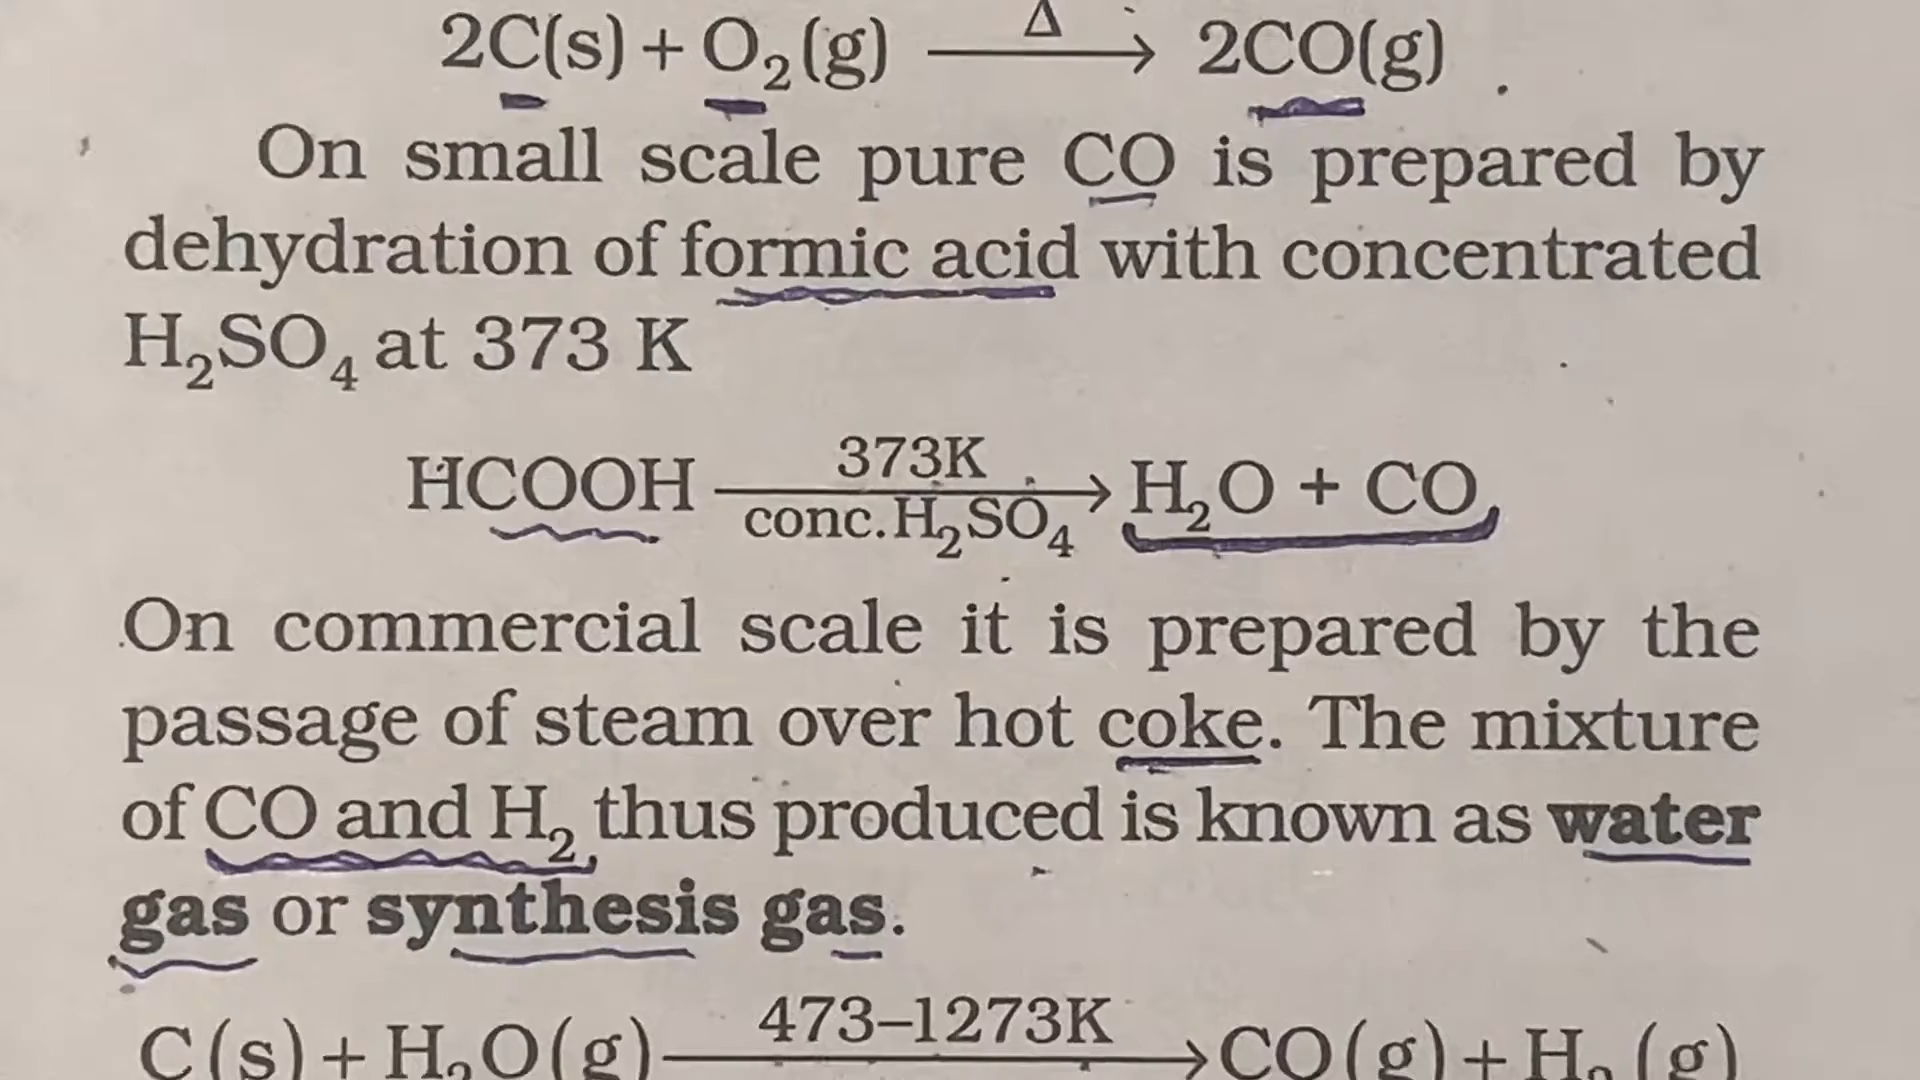 2C(s) + O₂(g) —Δ→ 2CO(g)
On small scale pure CO is prepared by
dehydration of formic acid with concentrated
H₂SO₄ at 373 K
HCOOH —373K / conc.H₂SO₄→ H₂O + CO
On commercial scale it is prepared by the
passage of steam over hot coke. The mixture
of CO and H₂ thus produced is known as water
gas or synthesis gas.
C(s) + H₂O(g) —473–1273K→ CO(g) + H₂(g)